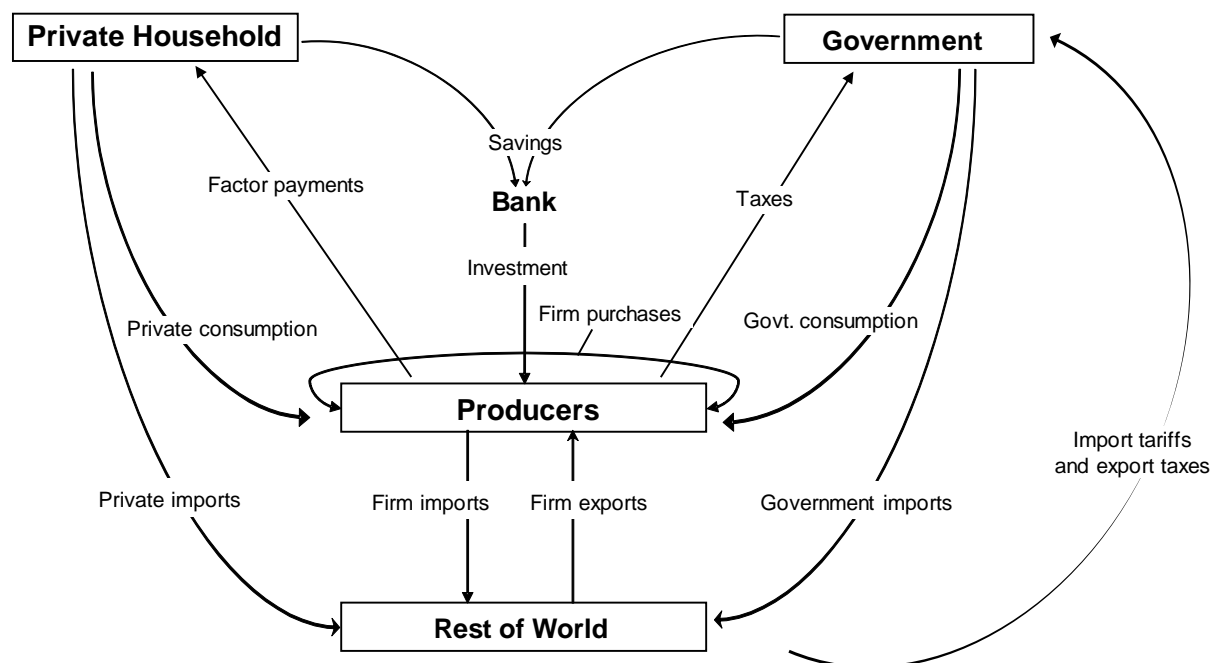 Private Household
Government
Savings
Factor payments
Bank
Taxes
Investment
Firm purchases
Private consumption
Govt. consumption
Producers
Import tariffs
and export taxes
Private imports
Firm imports
Firm exports
Government imports
Rest of World